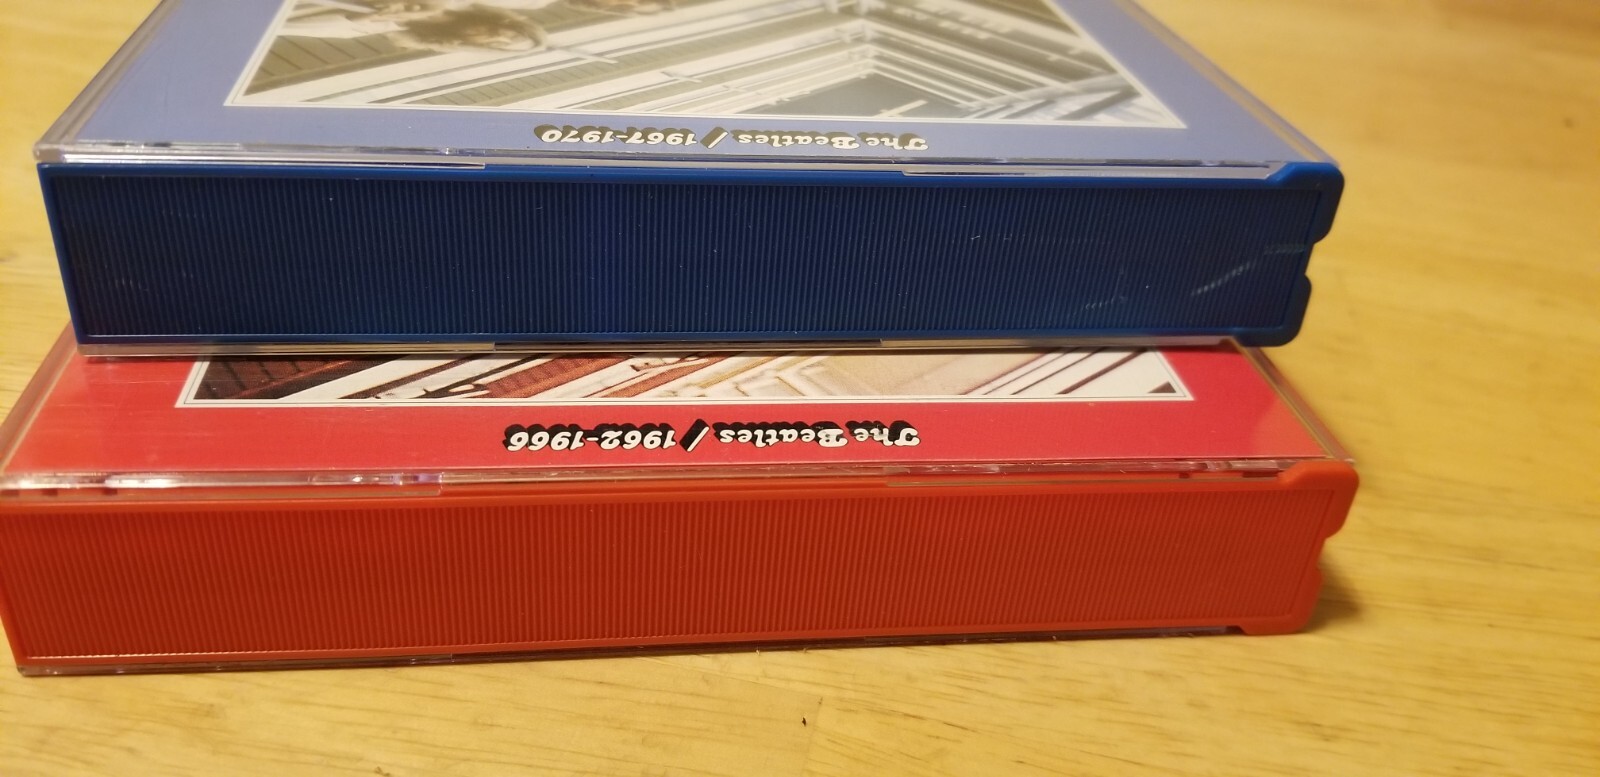 The Beatles / 1967-1970
The Beatles / 1962-1966